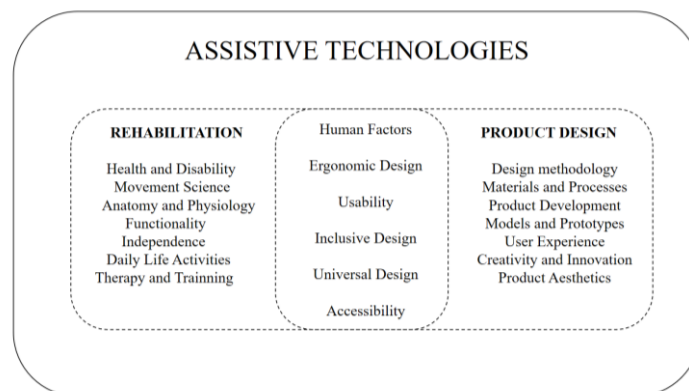 ASSISTIVE TECHNOLOGIES
REHABILITATION
Health and Disability
Movement Science
Anatomy and Physiology
Functionality
Independence
Daily Life Activities
Therapy and Trainning
Human Factors
Ergonomic Design
Usability
Inclusive Design
Universal Design
Accessibility
PRODUCT DESIGN
Design methodology
Materials and Processes
Product Development
Models and Prototypes
User Experience
Creativity and Innovation
Product Aesthetics